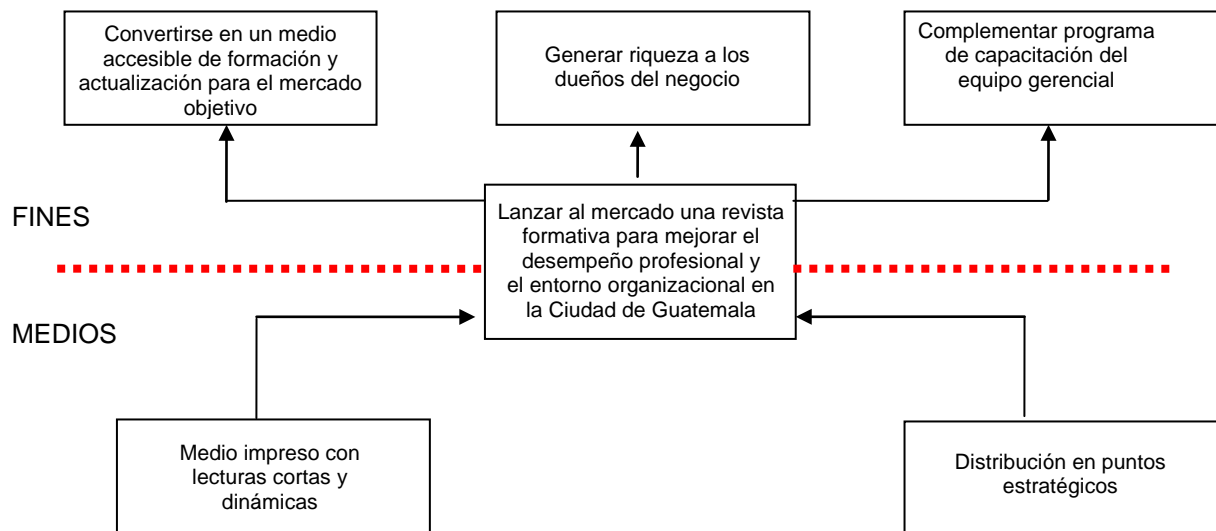 Convertirse en un medio
accesible de formación y
actualización para el mercado
objetivo
Generar riqueza a los
dueños del negocio
Complementar programa
de capacitación del
equipo gerencial
FINES
Lanzar al mercado una revista
formativa para mejorar el
desempeño profesional y
el entorno organizacional en
la Ciudad de Guatemala
MEDIOS
Medio impreso con
lecturas cortas y
dinámicas
Distribución en puntos
estratégicos